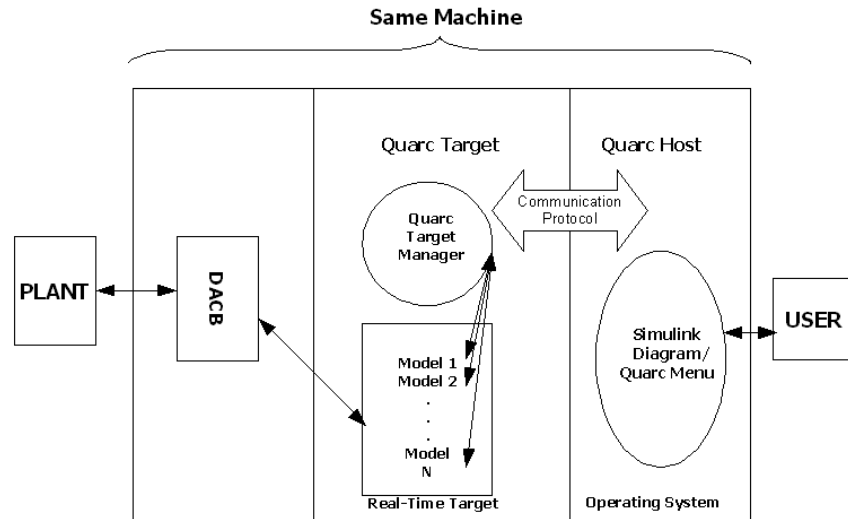 Same Machine
Quarc Target
Quarc Host
Communication
Protocol
Quarc
Target
Manager
PLANT
DACB
Simulink
Diagram/
Quarc Menu
USER
Model 1
Model 2
.
.
.
Model
N
Real-Time Target
Operating System